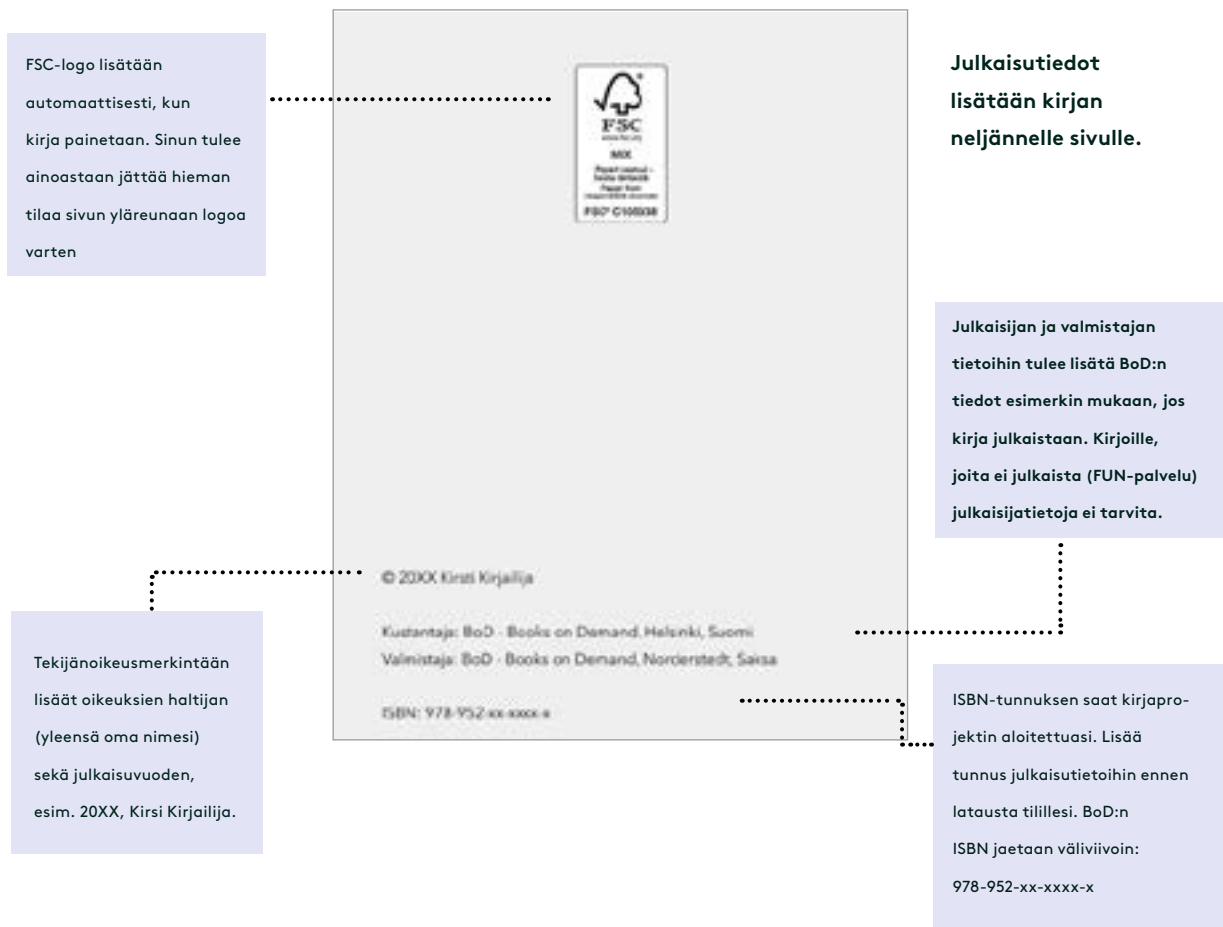 FSC-logo lisätään
automaattisesti, kun
kirja painetaan. Sinun tulee
ainoastaan jättää hieman
tilaa sivun yläreunaan logoa
varten
FSC
MIX
Julkaisutiedot
lisätään kirjan
neljännelle sivulle.
Julkaisijan ja valmistajan
tietoihin tulee lisätä BoD:n
tiedot esimerkin mukaan, jos
kirja julkaistaan. Kirjoille,
joita ei julkaista (FUN-palvelu)
julkaisijatietoja ei tarvita.
© 20XX Kirsti Kirjailija
Kustantaja: BoD - Books on Demand, Helsinki, Suomi
Valmistaja: BoD - Books on Demand, Norderstedt, Saksa
ISBN: 978-952-xx-xxxx-x
Tekijänoikeusmerkintään
lisäät oikeuksien haltijan
(yleensä oma nimesi)
sekä julkaisuvuoden,
esim. 20XX, Kirsi Kirjailija.
ISBN-tunnuksen saat kirjapro-
jektin aloitettuasi. Lisää
tunnus julkaisutietoihin ennen
latausta tilillesi. BoD:n
ISBN jaetaan väliviivoin:
978-952-xx-xxxx-x